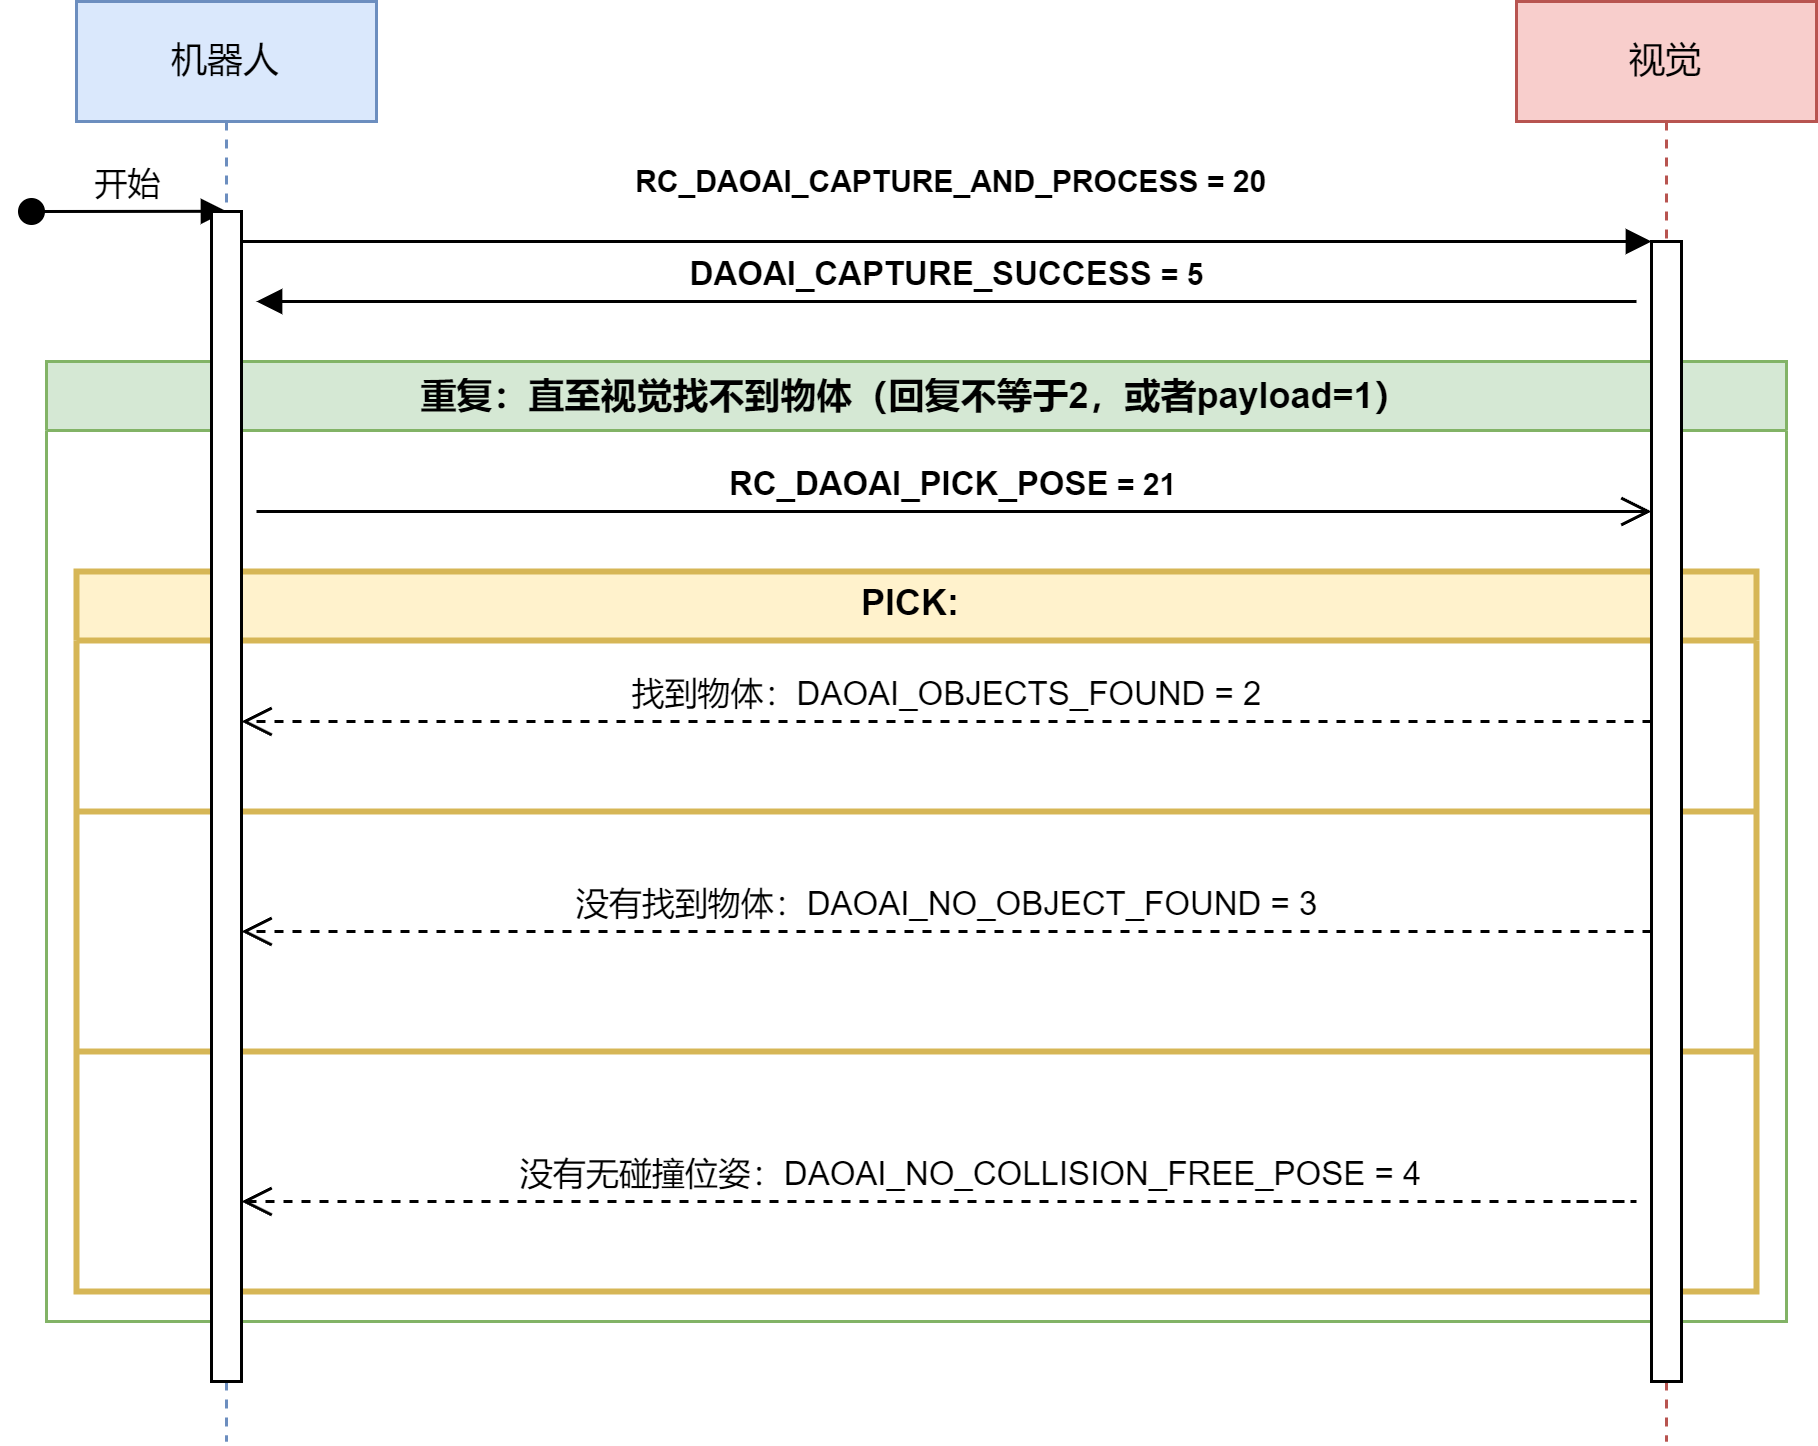 机器人
视觉
开始
RC_DAOAI_CAPTURE_AND_PROCESS = 20
DAOAI_CAPTURE_SUCCESS = 5
重复：直至视觉找不到物体（回复不等于2，或者payload=1）
RC_DAOAI_PICK_POSE = 21
PICK:
找到物体：DAOAI_OBJECTS_FOUND = 2
没有找到物体：DAOAI_NO_OBJECT_FOUND = 3
没有无碰撞位姿：DAOAI_NO_COLLISION_FREE_POSE = 4